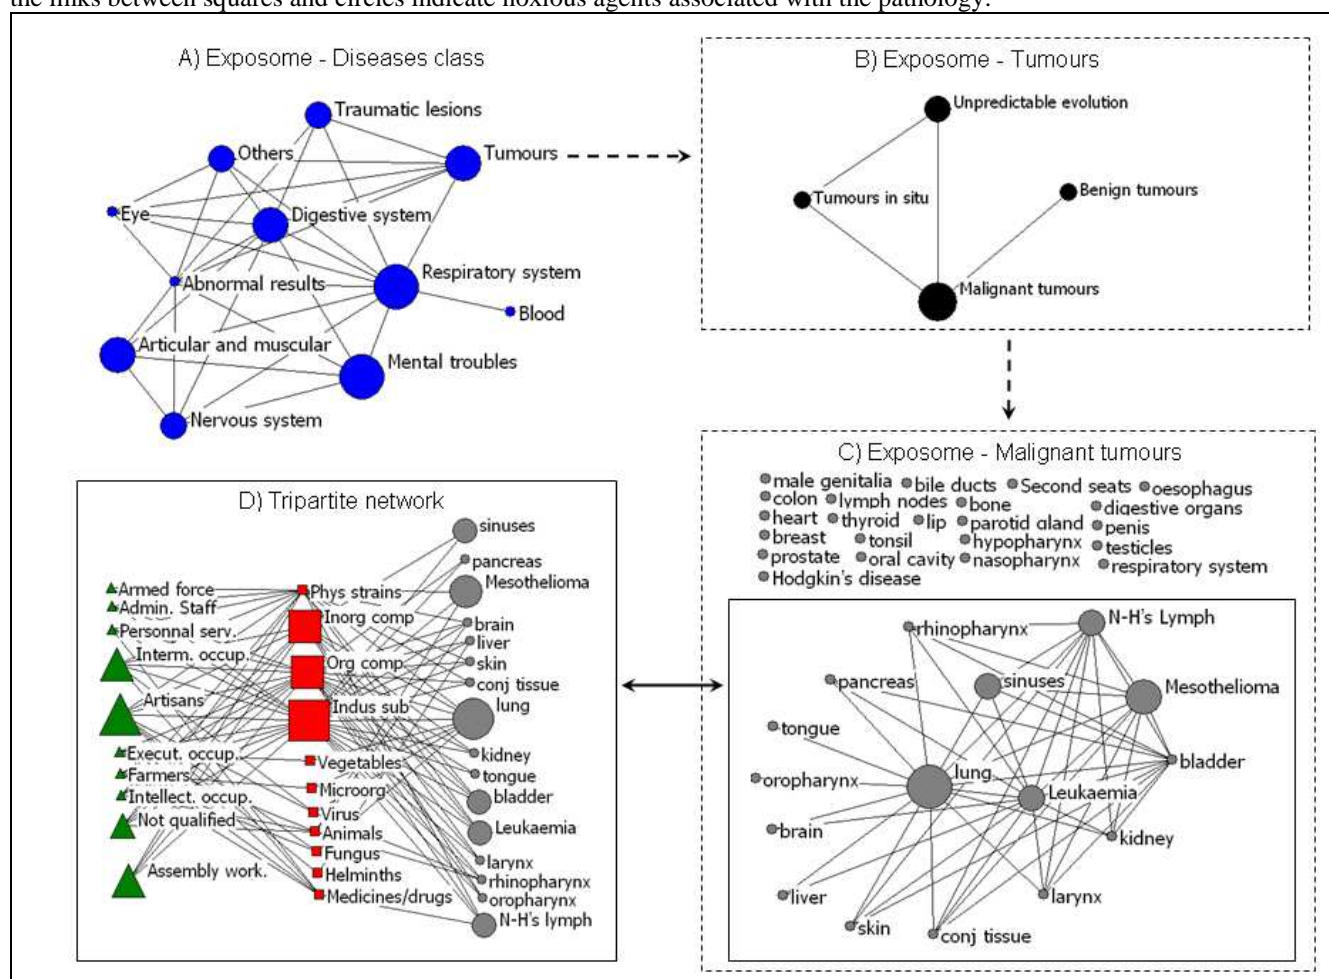 the links between squares and circles indicate noxious agents associated with the pathology.
A) Exposome - Diseases class
Traumatic lesions
Others
Tumours
Eye
Digestive system
Respiratory system
Abnormal results
Blood
Articular and muscular
Mental troubles
Nervous system
B) Exposome - Tumours
Unpredictable evolution
Tumours in situ
Benign tumours
Malignant tumours
C) Exposome - Malignant tumours
male genitalia
bile ducts
Second seats
oesophagus
colon
lymph nodes
bone
digestive organs
heart
thyroid
lip
parotid gland
penis
breast
tonsil
hypopharynx
testicles
prostate
oral cavity
nasopharynx
respiratory system
Hodgkin's disease
rhinopharynx
N-H's Lymph
pancreas
sinuses
Mesothelioma
tongue
bladder
oropharynx
lung
Leukaemia
brain
kidney
liver
larynx
skin
conj tissue
D) Tripartite network
Armed force
Admin. Staff
Personnal serv.
Interm. occup.
Artisans
Execut. occup.
Farmers
Intellect. occup.
Not qualified
Assembly work.
Phys strains
Inorg comp
Org comp
Indus sub
Vegetables
Microorg
Virus
Animals
Fungus
Helminths
Medicines/drugs
sinuses
pancreas
Mesothelioma
brain
liver
skin
conj tissue
lung
kidney
tongue
bladder
Leukaemia
larynx
rhinopharynx
oropharynx
N-H's lymph